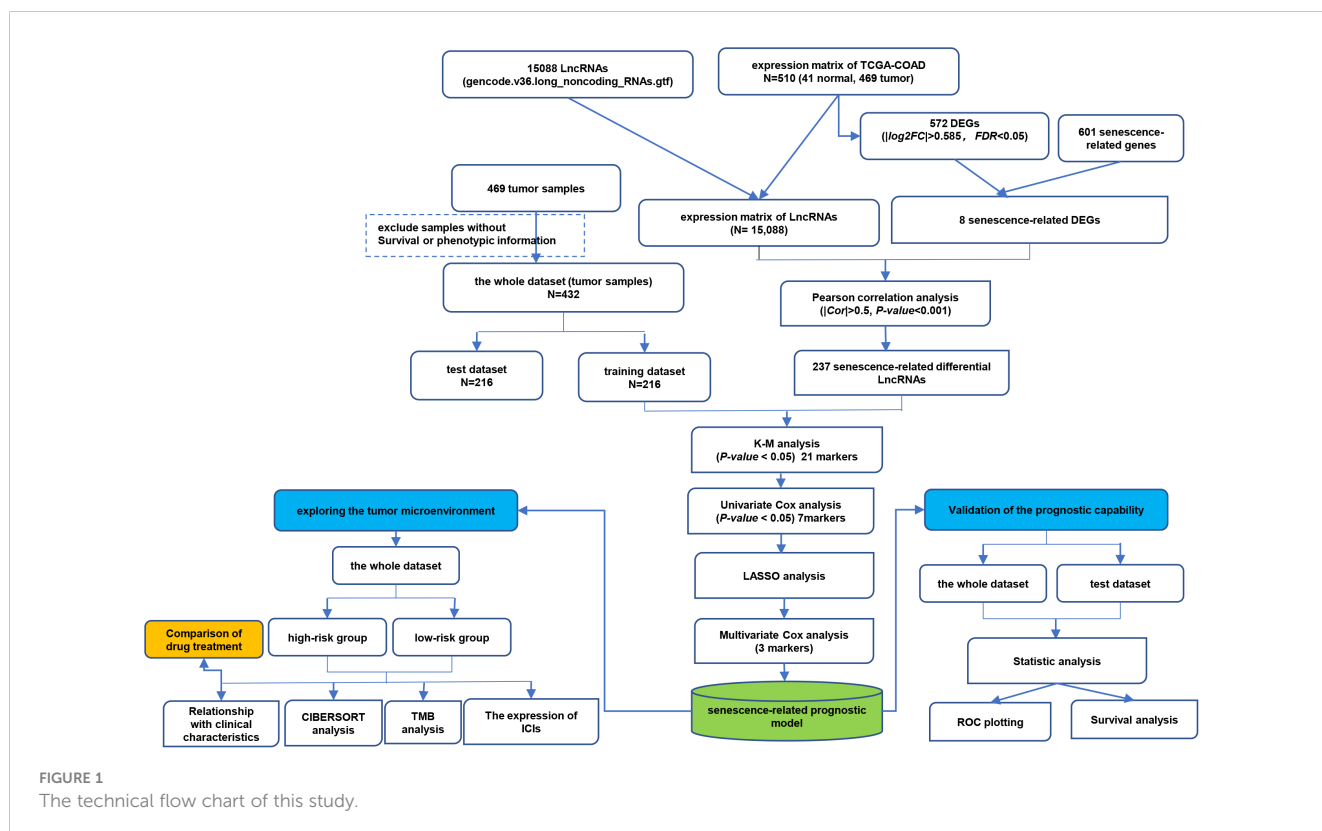 15088 LncRNAs
(gencode.v36.long_noncoding_RNAs.gtf)
expression matrix of TCGA-COAD
N=510 (41 normal, 469 tumor)
572 DEGs
(|log2FC|>0.585, FDR<0.05)
601 senescence-
related genes
469 tumor samples
exclude samples without
Survival or phenotypic information
expression matrix of LncRNAs
(N= 15,088)
8 senescence-related DEGs
the whole dataset (tumor samples)
N=432
Pearson correlation analysis
(|Cor|>0.5, P-value<0.001)
test dataset
N=216
training dataset
N=216
237 senescence-related differential
LncRNAs
K-M analysis
(P-value < 0.05) 21 markers
exploring the tumor microenvironment
Univariate Cox analysis
(P-value < 0.05) 7markers
Validation of the prognostic capability
the whole dataset
LASSO analysis
the whole dataset
test dataset
Comparison of
drug treatment
high-risk group
low-risk group
Multivariate Cox analysis
(3 markers)
Statistic analysis
Relationship
with clinical
characteristics
CIBERSORT
analysis
TMB
analysis
The expression of
ICIs
senescence-related prognostic
model
ROC plotting
Survival analysis
FIGURE 1
The technical flow chart of this study.